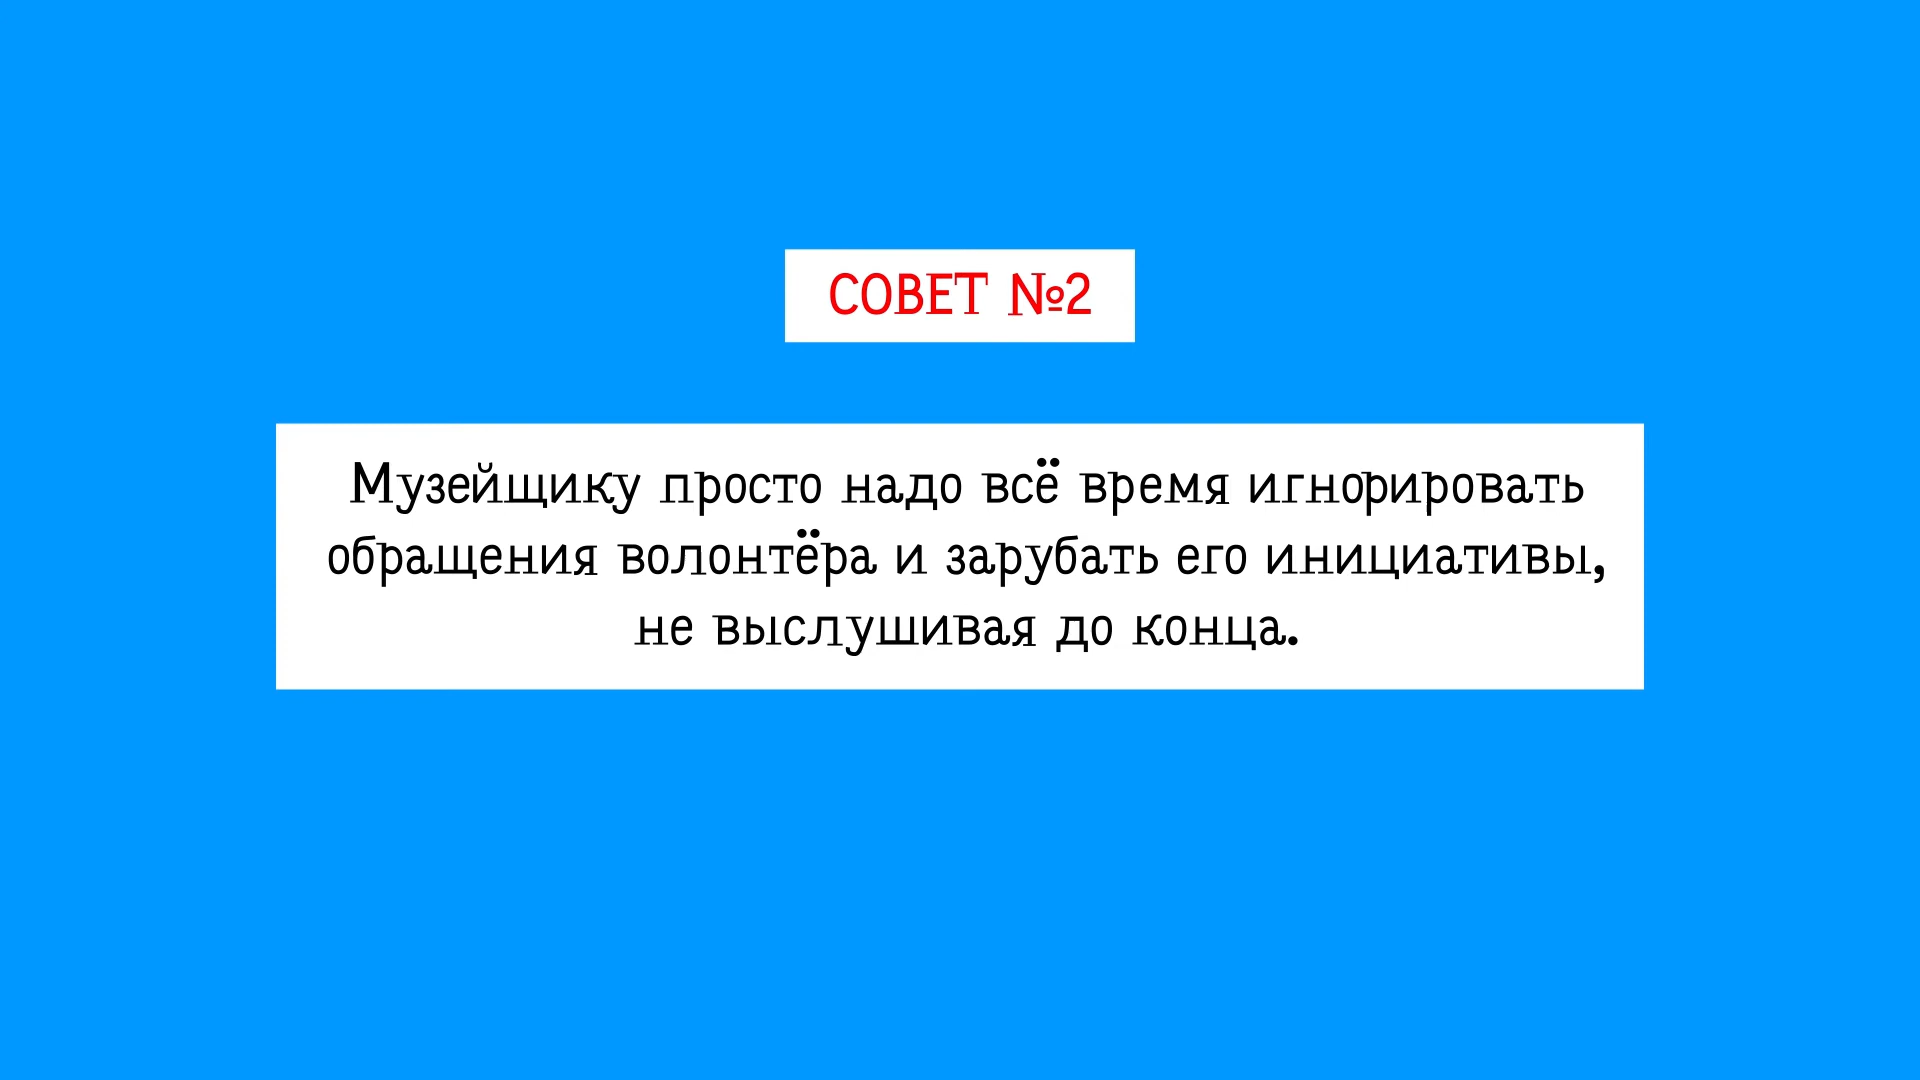 СОВЕТ №2
Музейщику просто надо всё время игнорировать
обращения волонтёра и зарубать его инициативы,
не выслушивая до конца.